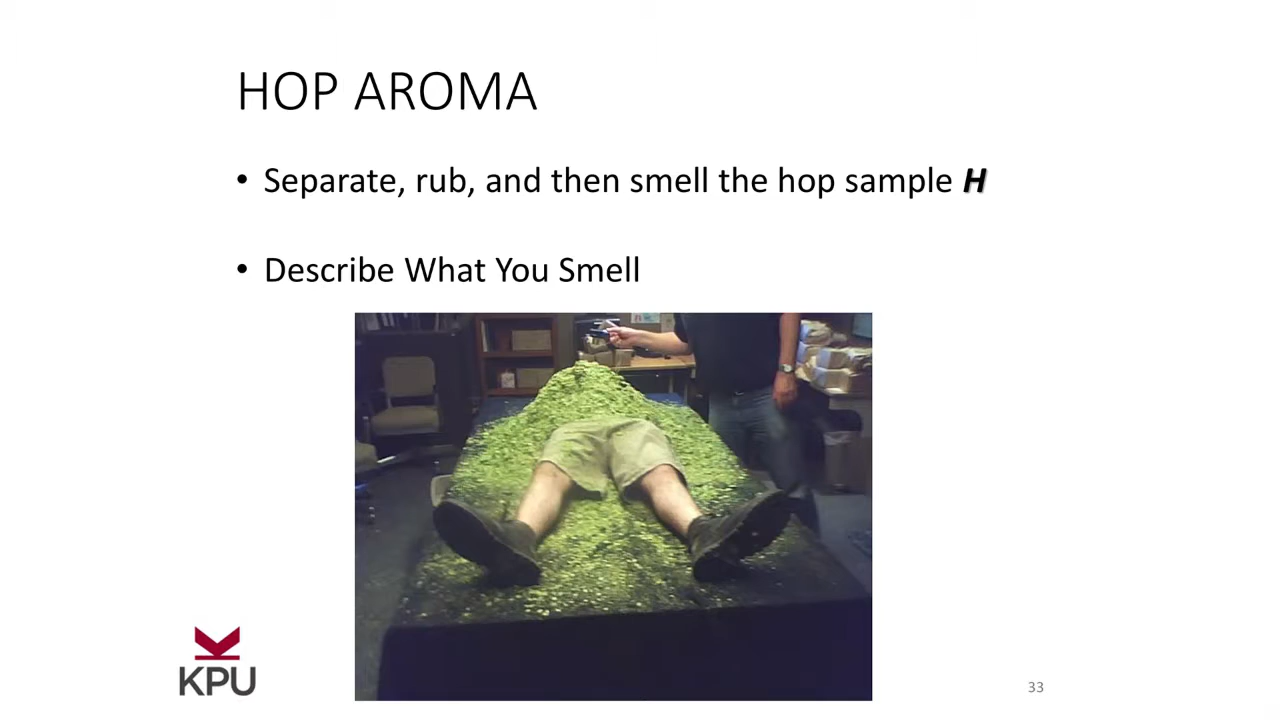 HOP AROMA
• Separate, rub, and then smell the hop sample H
• Describe What You Smell
KPU
33